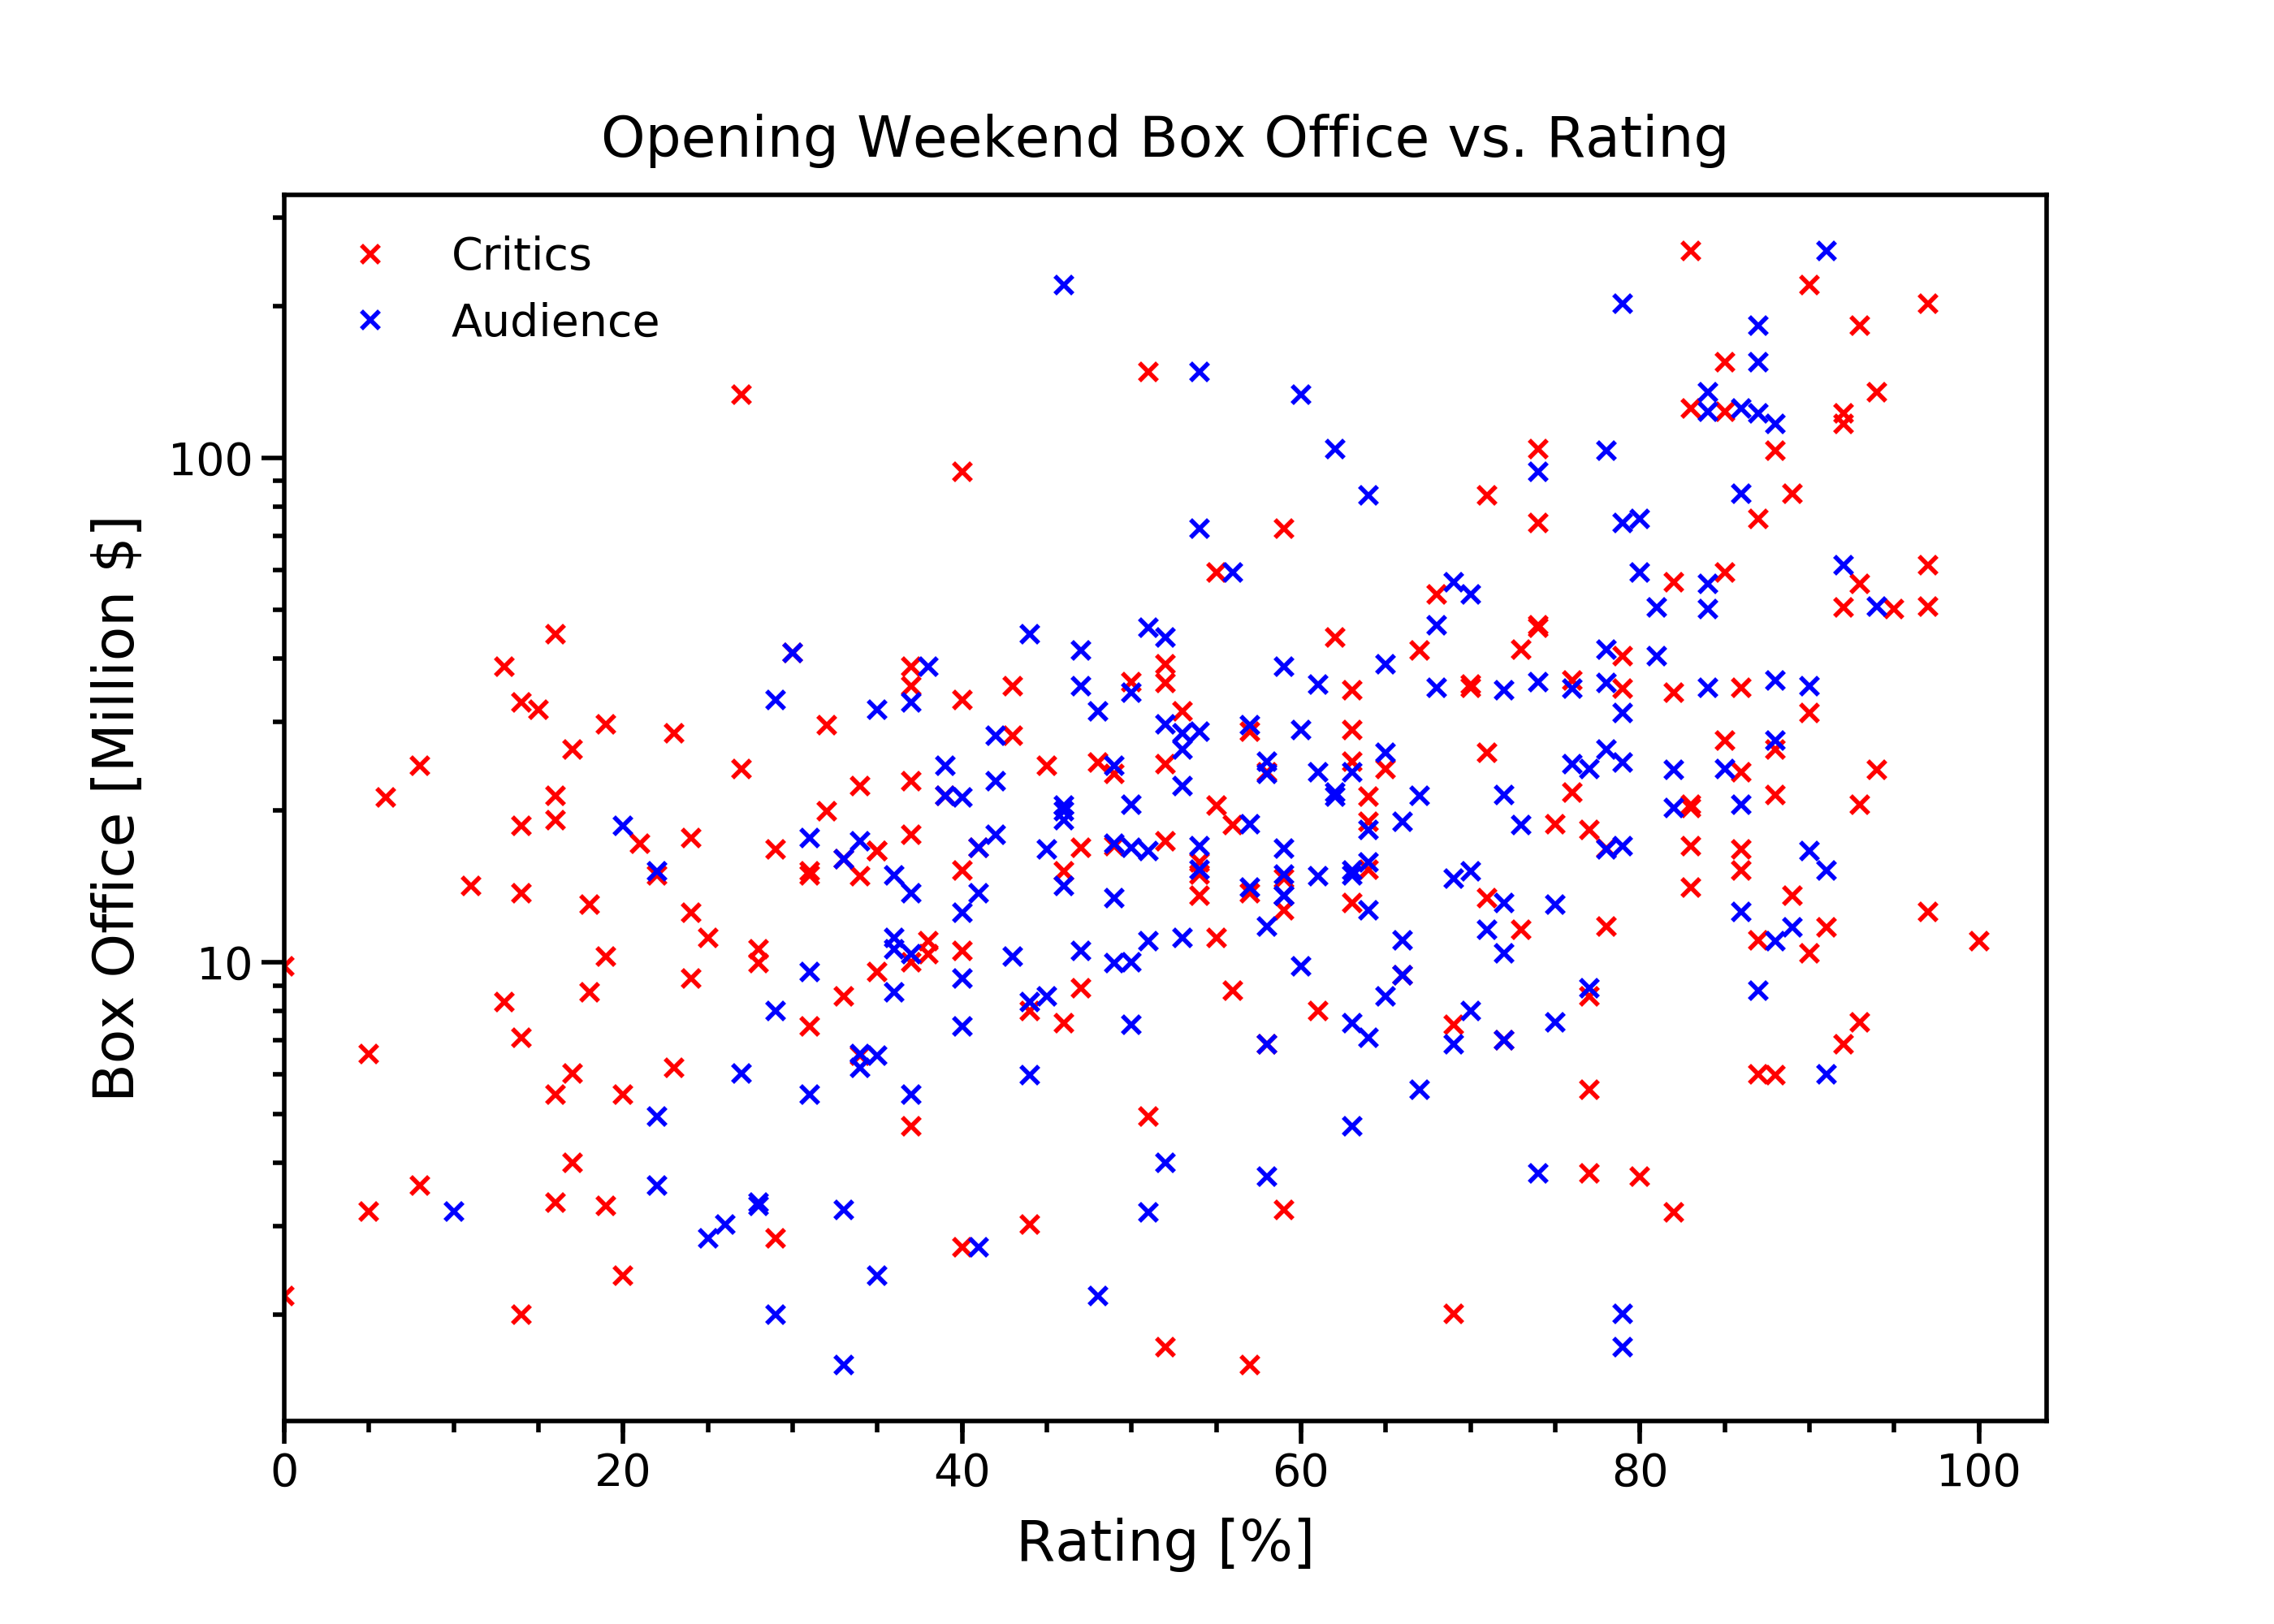 Opening Weekend Box Office vs. Rating
Critics
Audience
100
10
Box Office [Million $]
0 20 40 60 80 100
Rating [%]